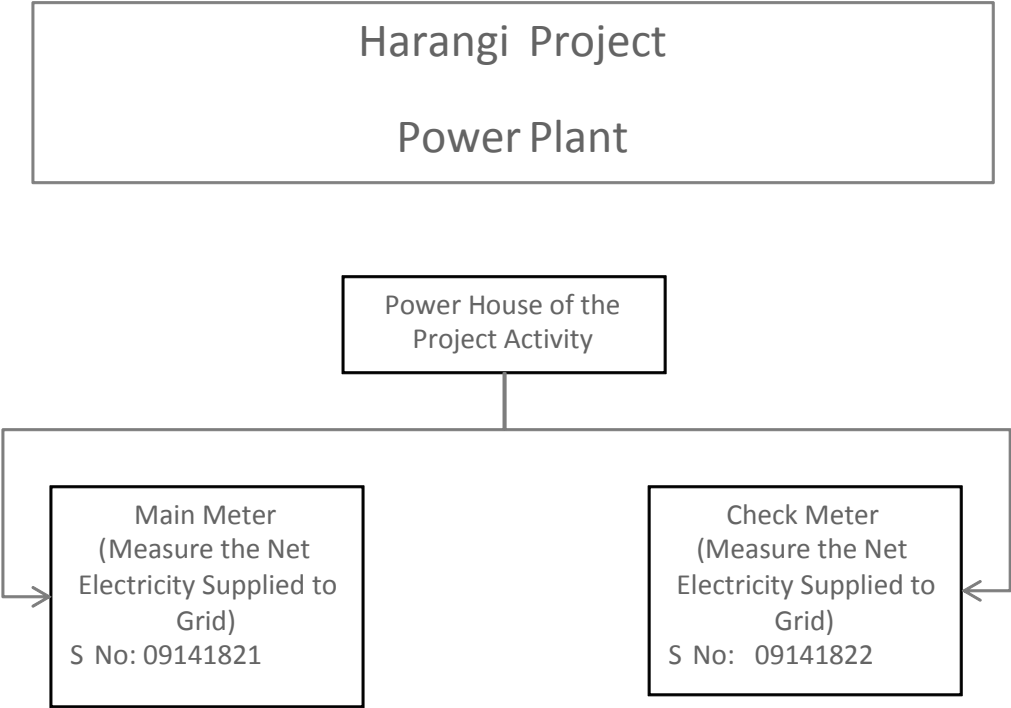 Harangi Project
Power Plant
Power House of the
Project Activity
Main Meter
(Measure the Net
Electricity Supplied to
Grid)
S No: 09141821
Check Meter
(Measure the Net
Electricity Supplied to
Grid)
S No: 09141822